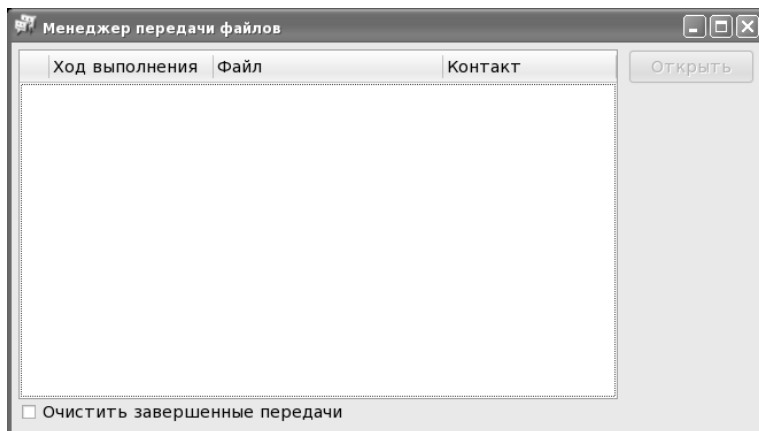 Менеджер передачи файлов
Ход выполнения Файл Контакт Открыть
Очистить завершенные передачи